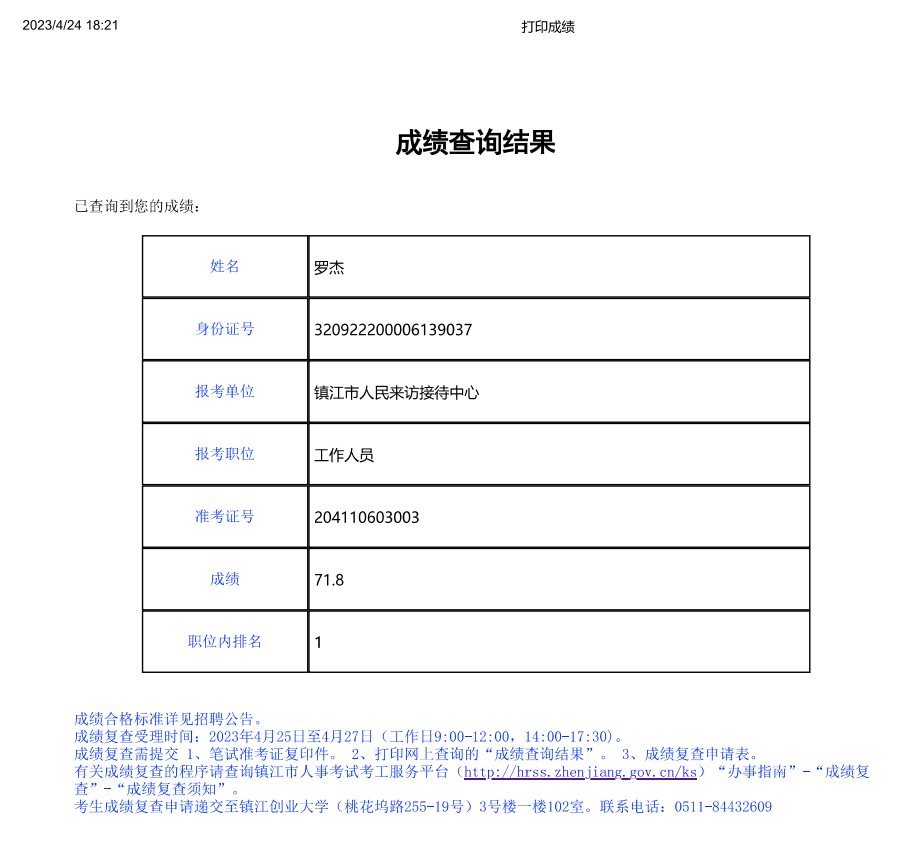 2023/4/24 18:21 打印成绩
成绩查询结果
已查询到您的成绩：
姓名 罗杰
身份证号 320922200006139037
报考单位 镇江市人民来访接待中心
报考职位 工作人员
准考证号 204110603003
成绩 71.8
职位内排名 1
成绩合格标准详见招聘公告。
成绩复查受理时间：2023年4月25日至4月27日（工作日9:00-12:00，14:00-17:30）。
成绩复查需提交 1、笔试准考证复印件。 2、打印网上查询的“成绩查询结果”。 3、成绩复查申请表。
有关成绩复查的程序请查询镇江市人事考试考工服务平台（http://hrss.zhenjiang.gov.cn/ks）“办事指南”-“成绩复
查”-“成绩复查须知”。
考生成绩复查申请递交至镇江创业大学（桃花坞路255-19号）3号楼一楼102室。联系电话：0511-84432609